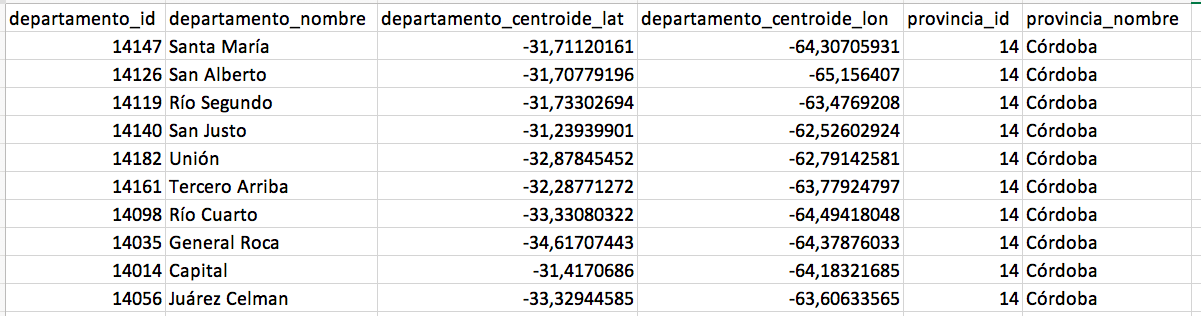 departamento_id departamento_nombre departamento_centroide_lat departamento_centroide_lon provincia_id provincia_nombre
14147 Santa María -31,71120161 -64,30705931 14 Córdoba
14126 San Alberto -31,70779196 -65,156407 14 Córdoba
14119 Río Segundo -31,73302694 -63,4769208 14 Córdoba
14140 San Justo -31,23939901 -62,52602924 14 Córdoba
14182 Unión -32,87845452 -62,79142581 14 Córdoba
14161 Tercero Arriba -32,28771272 -63,77924797 14 Córdoba
14098 Río Cuarto -33,33080322 -64,49418048 14 Córdoba
14035 General Roca -34,61707443 -64,37876033 14 Córdoba
14014 Capital -31,4170686 -64,18321685 14 Córdoba
14056 Juárez Celman -33,32944585 -63,60633565 14 Córdoba